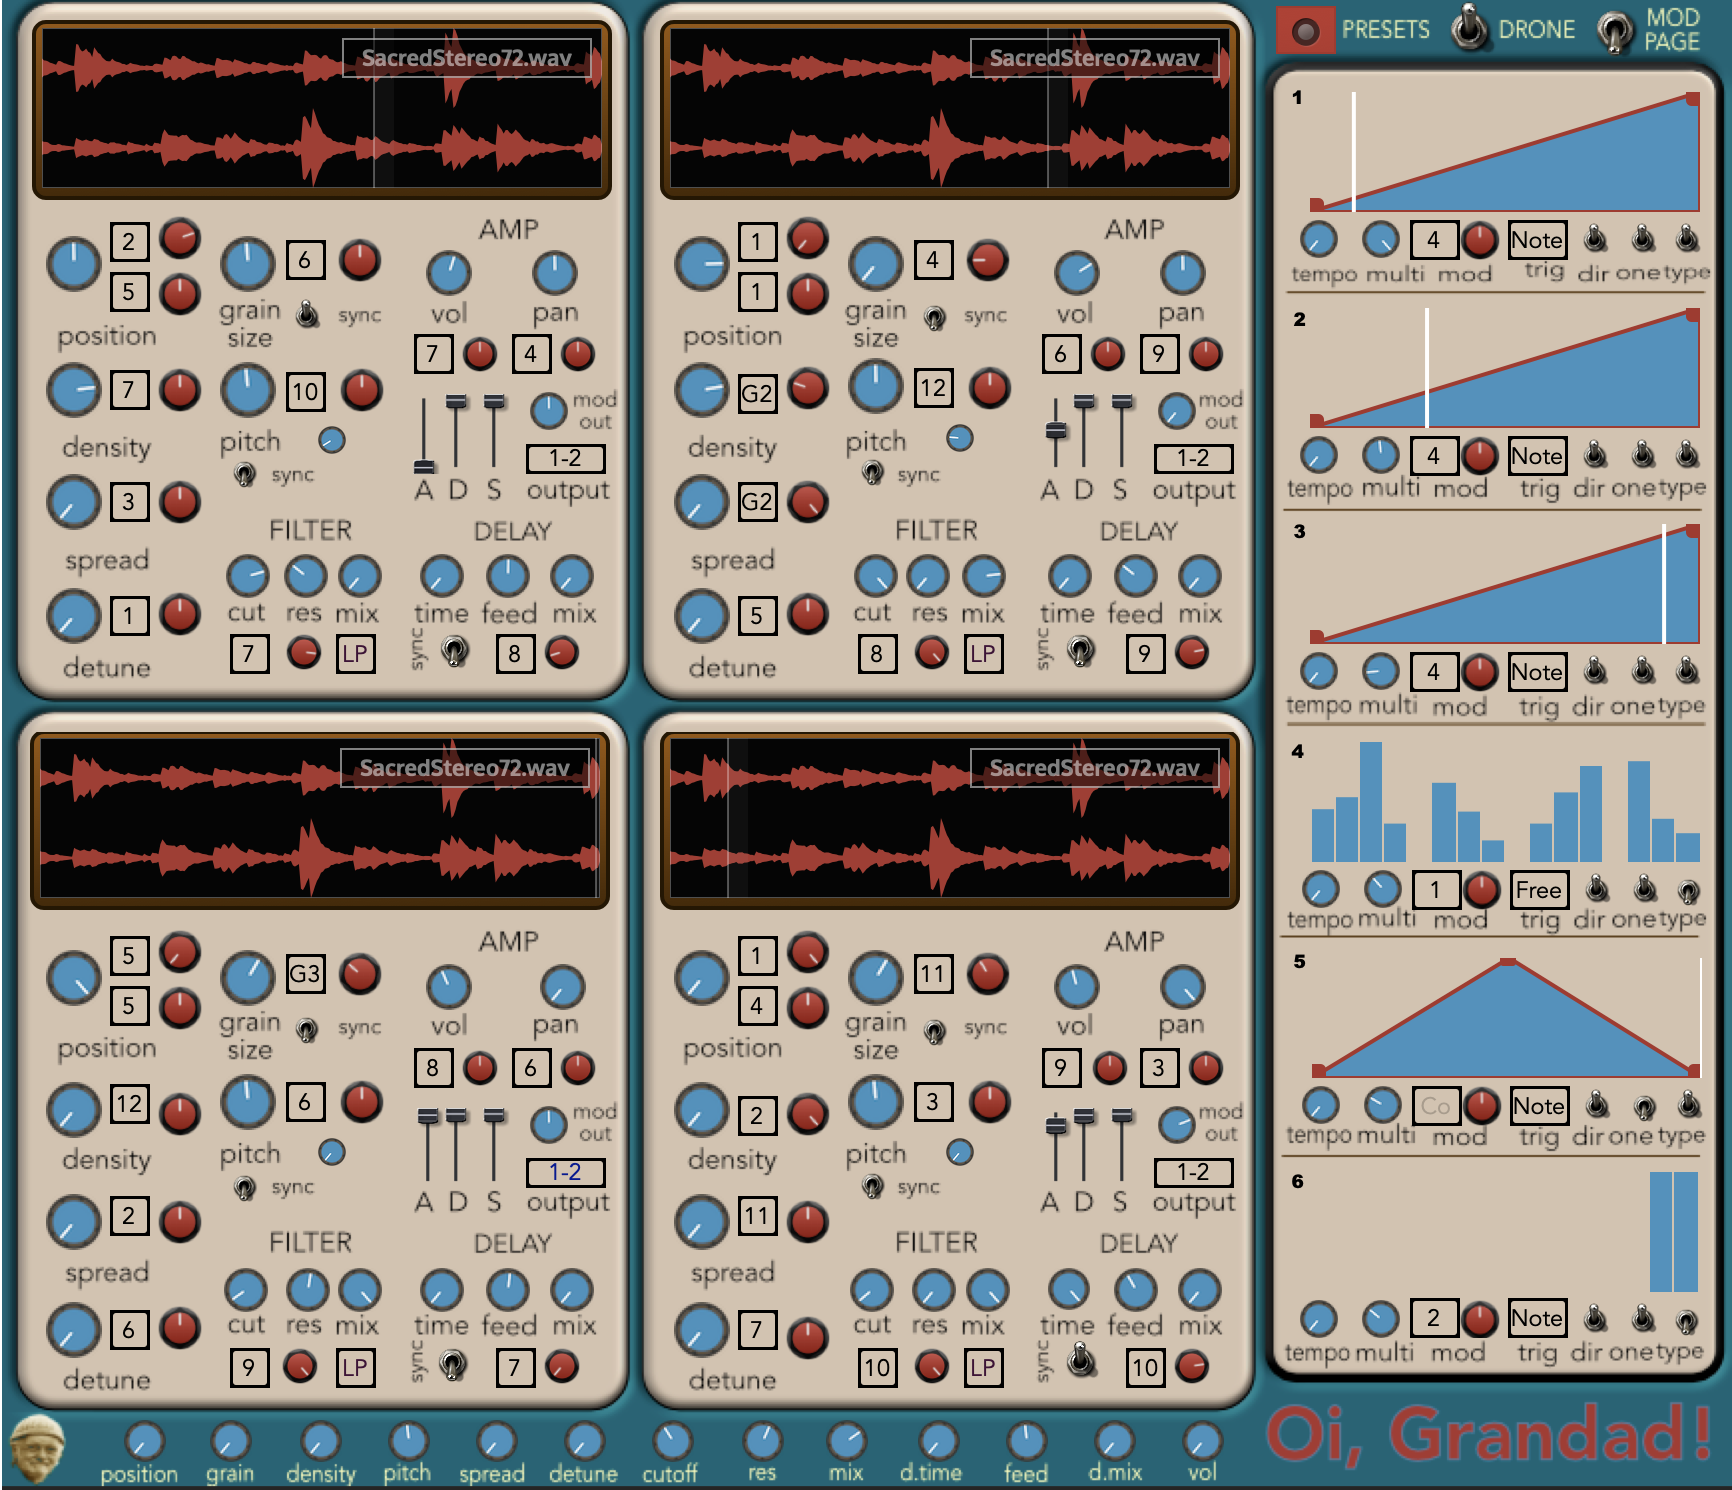 SacredStereo72.wav
2
6
AMP
5
grain
size
sync
vol
pan
position
7
4
7
10
density
pitch
sync
mod
out
1-2
3
A D S
output
spread
FILTER
DELAY
cut res mix
time feed mix
1
7
LP
sync
8
detune
SacredStereo72.wav
1
4
AMP
1
grain
size
sync
vol
pan
position
6
9
G2
12
density
pitch
sync
mod
out
1-2
G2
A D S
output
spread
FILTER
DELAY
cut res mix
time feed mix
5
8
LP
sync
9
detune
SacredStereo72.wav
5
G3
AMP
5
grain
size
sync
vol
pan
position
8
6
12
6
density
pitch
sync
mod
out
1-2
2
A D S
output
spread
FILTER
DELAY
cut res mix
time feed mix
6
9
LP
sync
7
detune
SacredStereo72.wav
1
11
AMP
4
grain
size
sync
vol
pan
position
9
3
2
3
density
pitch
sync
mod
out
1-2
11
A D S
output
spread
FILTER
DELAY
cut res mix
time feed mix
7
10
LP
sync
10
detune
PRESETS
DRONE
MOD
PAGE
1
4 Note
tempo multi mod trig dir one type
2
4 Note
tempo multi mod trig dir one type
3
4 Note
tempo multi mod trig dir one type
4
1 Free
tempo multi mod trig dir one type
5
Co Note
tempo multi mod trig dir one type
6
2 Note
tempo multi mod trig dir one type
position grain density pitch spread detune cutoff res mix d.time feed d.mix vol
Oi, Grandad!